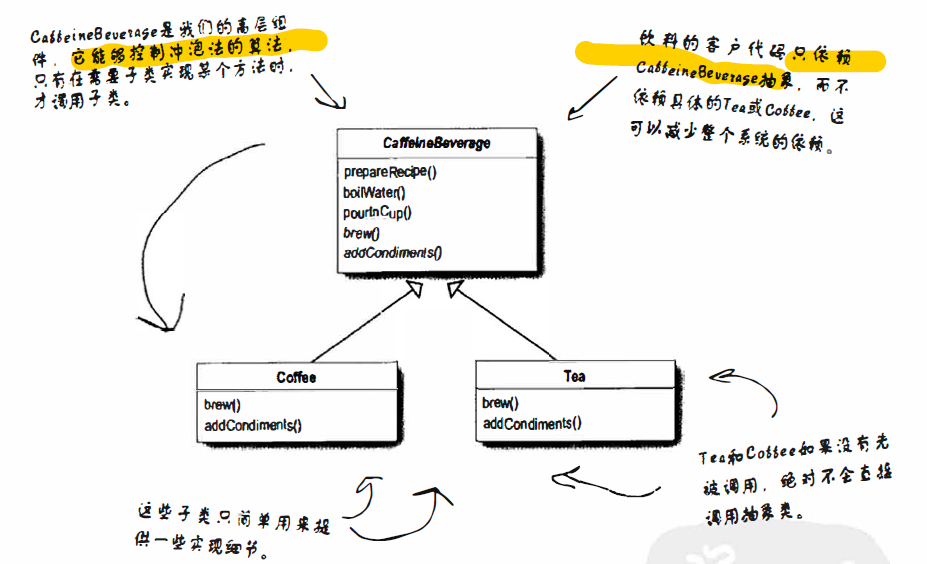 CaffeineBeverage是我们的高层组
件，它能够控制冲泡法的算法，
只有在需要子类实现某个方法时，
才调用子类。
饮料的客户代码只依赖
CaffeineBeverage抽象，而不
依赖具体的Tea或Coffee，这
可以减少整个系统的依赖。
CaffeineBeverage
prepareRecipe()
boilWater()
pourInCup()
brew()
addCondiments()
Coffee
brew()
addCondiments()
Tea
brew()
addCondiments()
Tea和Coffee如果没有先
被调用，绝对不会直接
调用抽象类。
这些子类只简单用来提
供一些实现细节。